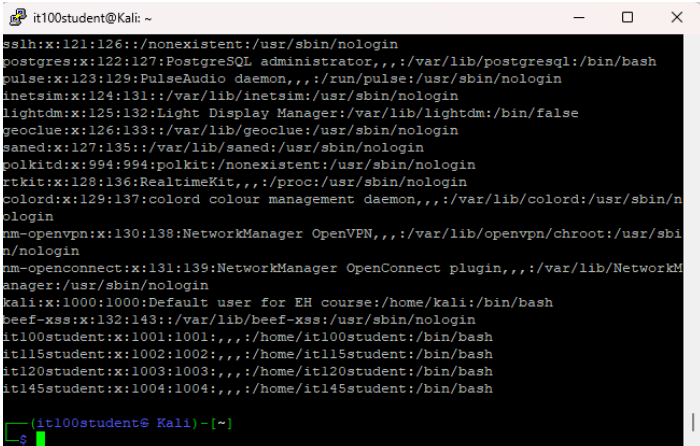 it100student@Kali: ~
sslh:x:121:126::/nonexistent:/usr/sbin/nologin
postgres:x:122:127:PostgreSQL administrator,,,:/var/lib/postgresql:/bin/bash
pulse:x:123:129:PulseAudio daemon,,,:/run/pulse:/usr/sbin/nologin
inetsim:x:124:131::/var/lib/inetsim:/usr/sbin/nologin
lightdm:x:125:132:Light Display Manager:/var/lib/lightdm:/bin/false
geoclue:x:126:133::/var/lib/geoclue:/usr/sbin/nologin
saned:x:127:135::/var/lib/saned:/usr/sbin/nologin
polkitd:x:994:994:polkit:/nonexistent:/usr/sbin/nologin
rtkit:x:128:136:RealtimeKit,,,:/proc:/usr/sbin/nologin
colord:x:129:137:colord colour management daemon,,,:/var/lib/colord:/usr/sbin/n
ologin
nm-openvpn:x:130:138:NetworkManager OpenVPN,,,:/var/lib/openvpn/chroot:/usr/sbi
n/nologin
nm-openconnect:x:131:139:NetworkManager OpenConnect plugin,,,:/var/lib/NetworkM
anager:/usr/sbin/nologin
kali:x:1000:1000:Default user for EH course:/home/kali:/bin/bash
beef-xss:x:132:143::/var/lib/beef-xss:/usr/sbin/nologin
it100student:x:1001:1001:,,,:/home/it100student:/bin/bash
it115student:x:1002:1002:,,,:/home/it115student:/bin/bash
it120student:x:1003:1003:,,,:/home/it120student:/bin/bash
it145student:x:1004:1004:,,,:/home/it145student:/bin/bash
┌──(it100student㉿ Kali)-[~]
└─$